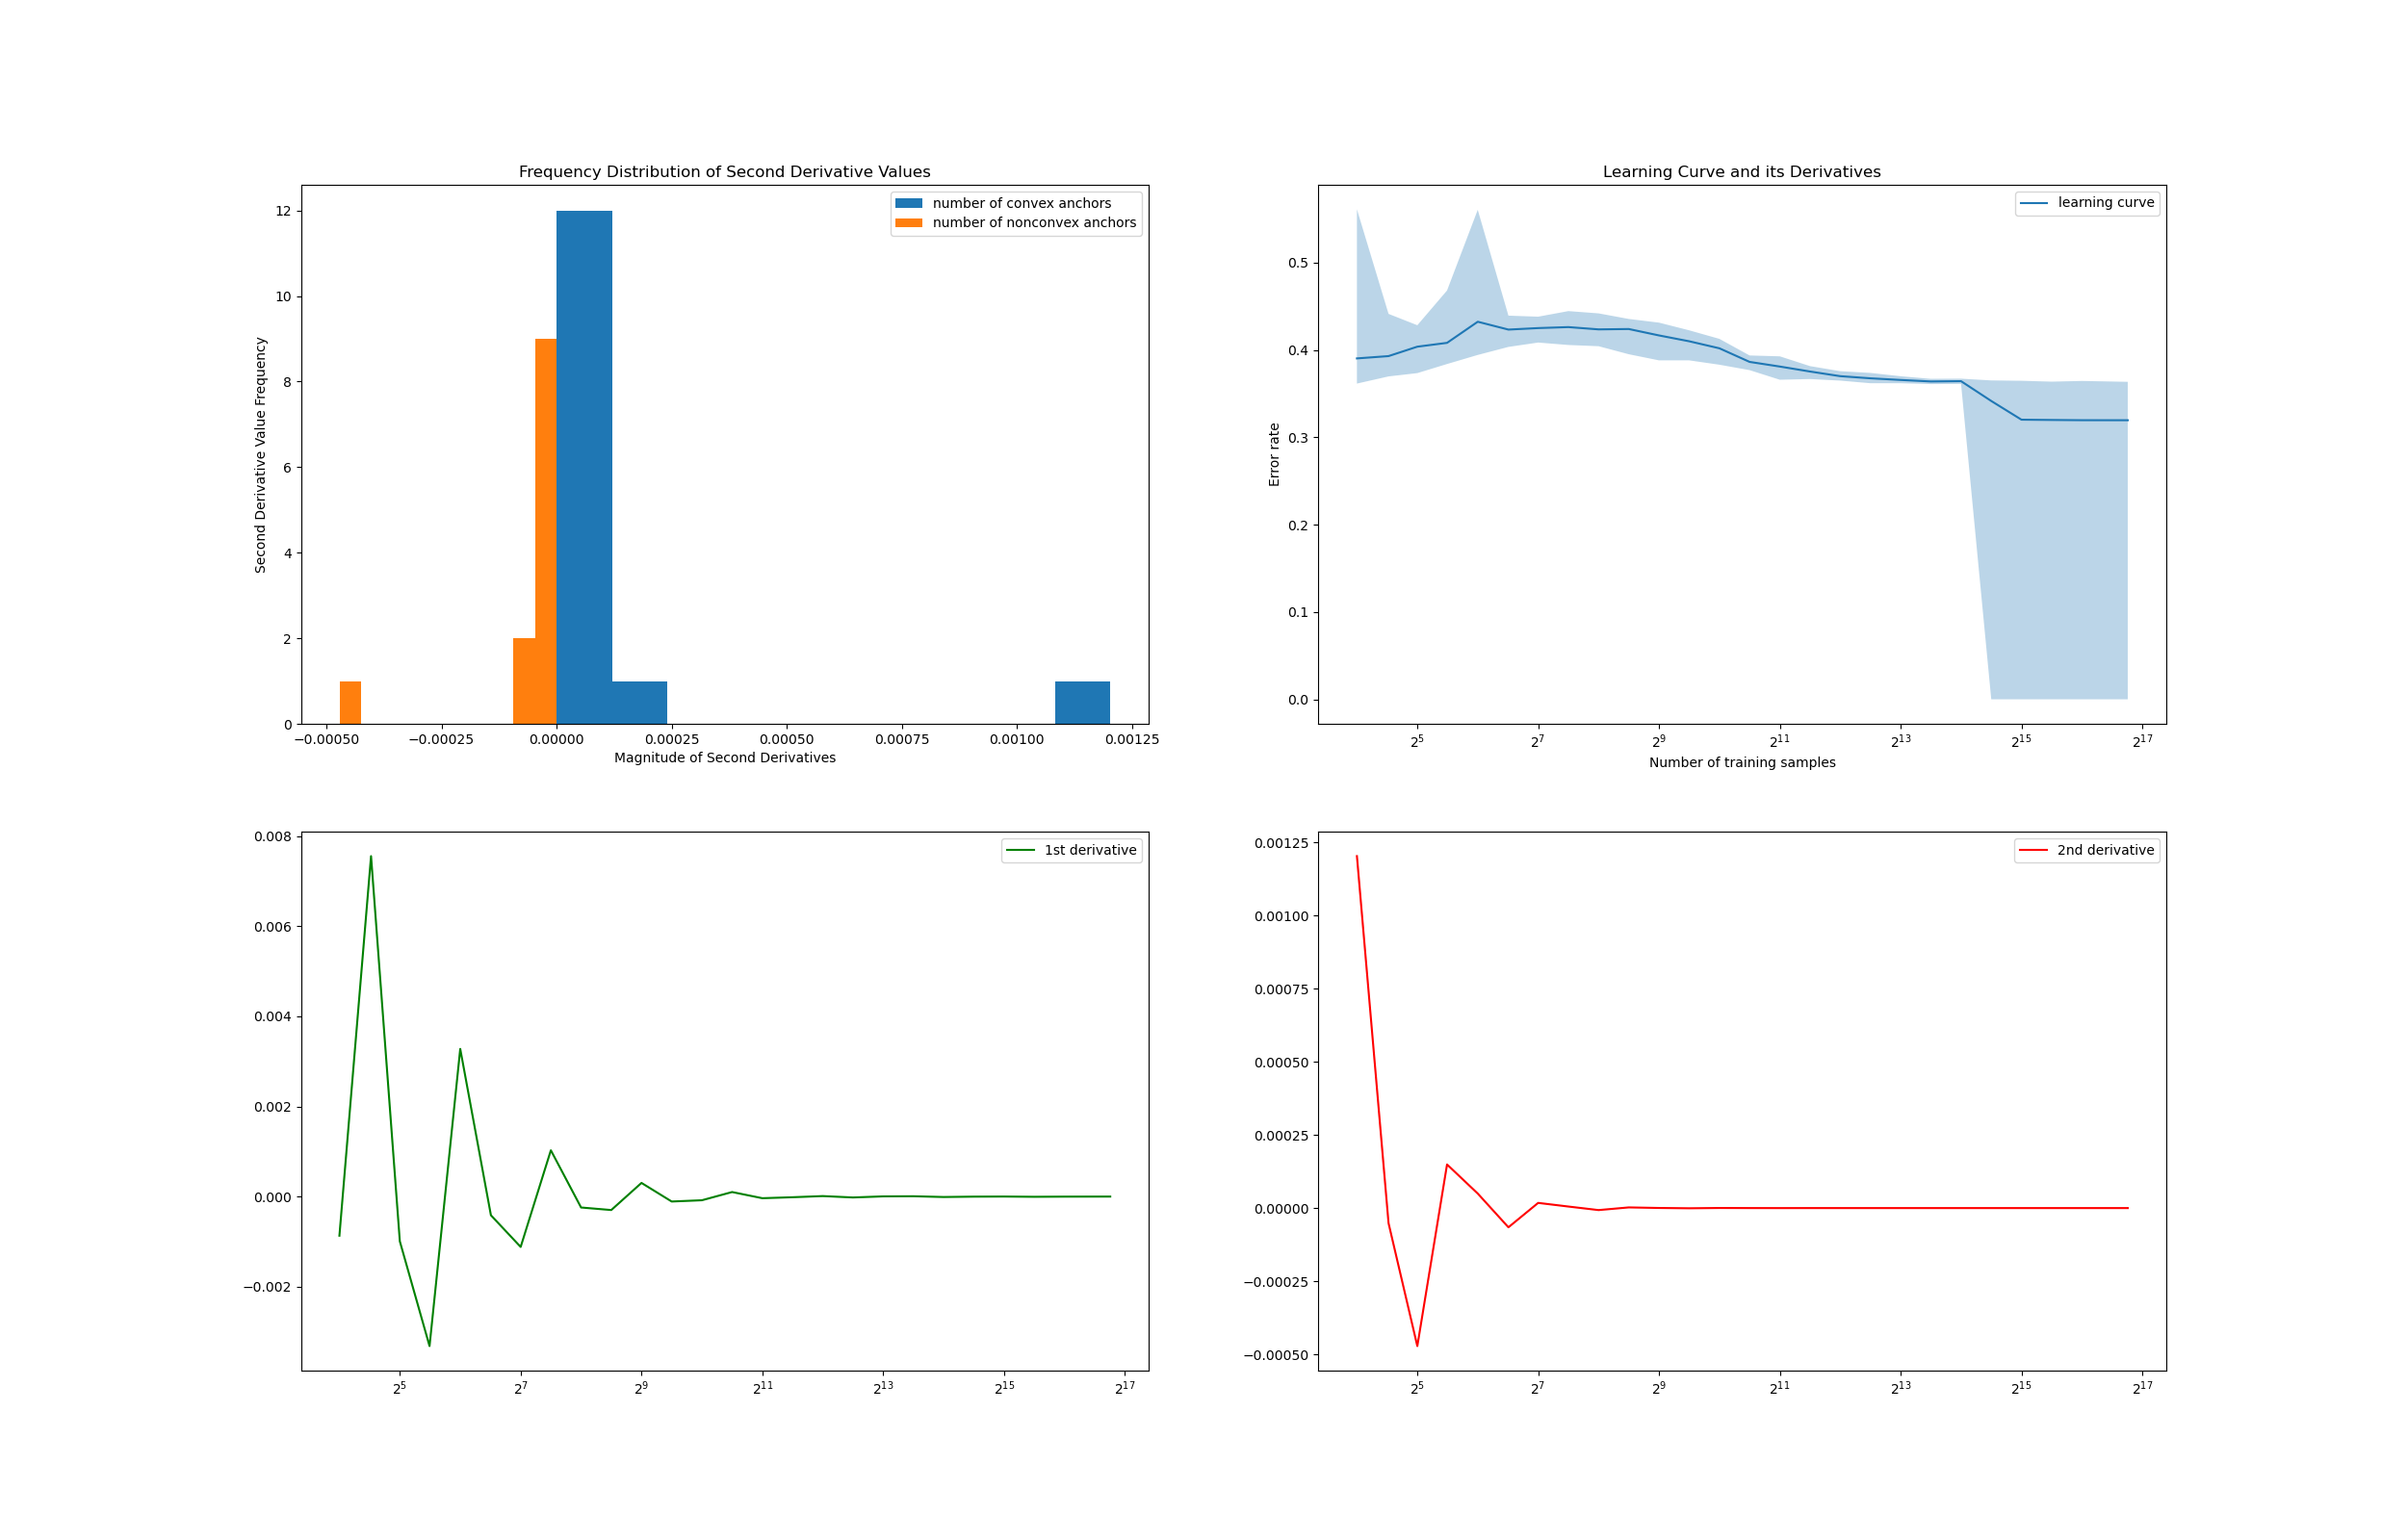 Frequency Distribution of Second Derivative Values
number of convex anchors
number of nonconvex anchors
12
10
8
6
4
2
0
Second Derivative Value Frequency
−0.00050 −0.00025 0.00000 0.00025 0.00050 0.00075 0.00100 0.00125
Magnitude of Second Derivatives
Learning Curve and its Derivatives
learning curve
0.5
0.4
0.3
0.2
0.1
0.0
Error rate
2^5 2^7 2^9 2^11 2^13 2^15 2^17
Number of training samples
1st derivative
0.008
0.006
0.004
0.002
0.000
−0.002
2^5 2^7 2^9 2^11 2^13 2^15 2^17
2nd derivative
0.00125
0.00100
0.00075
0.00050
0.00025
0.00000
−0.00025
−0.00050
2^5 2^7 2^9 2^11 2^13 2^15 2^17